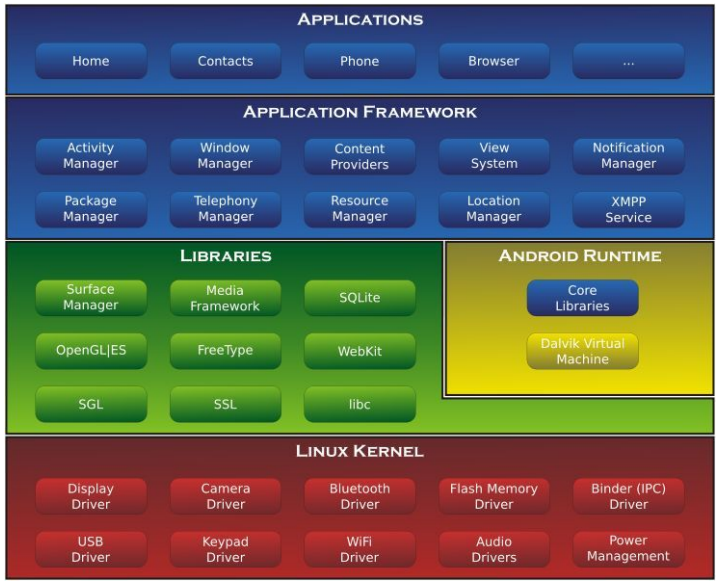 APPLICATIONS
Home
Contacts
Phone
Browser
...
APPLICATION FRAMEWORK
Activity
Manager
Window
Manager
Content
Providers
View
System
Notification
Manager
Package
Manager
Telephony
Manager
Resource
Manager
Location
Manager
XMPP
Service
LIBRARIES
Surface
Manager
Media
Framework
SQLite
OpenGL|ES
FreeType
WebKit
SGL
SSL
libc
ANDROID RUNTIME
Core
Libraries
Dalvik Virtual
Machine
LINUX KERNEL
Display
Driver
Camera
Driver
Bluetooth
Driver
Flash Memory
Driver
Binder (IPC)
Driver
USB
Driver
Keypad
Driver
WiFi
Driver
Audio
Drivers
Power
Management